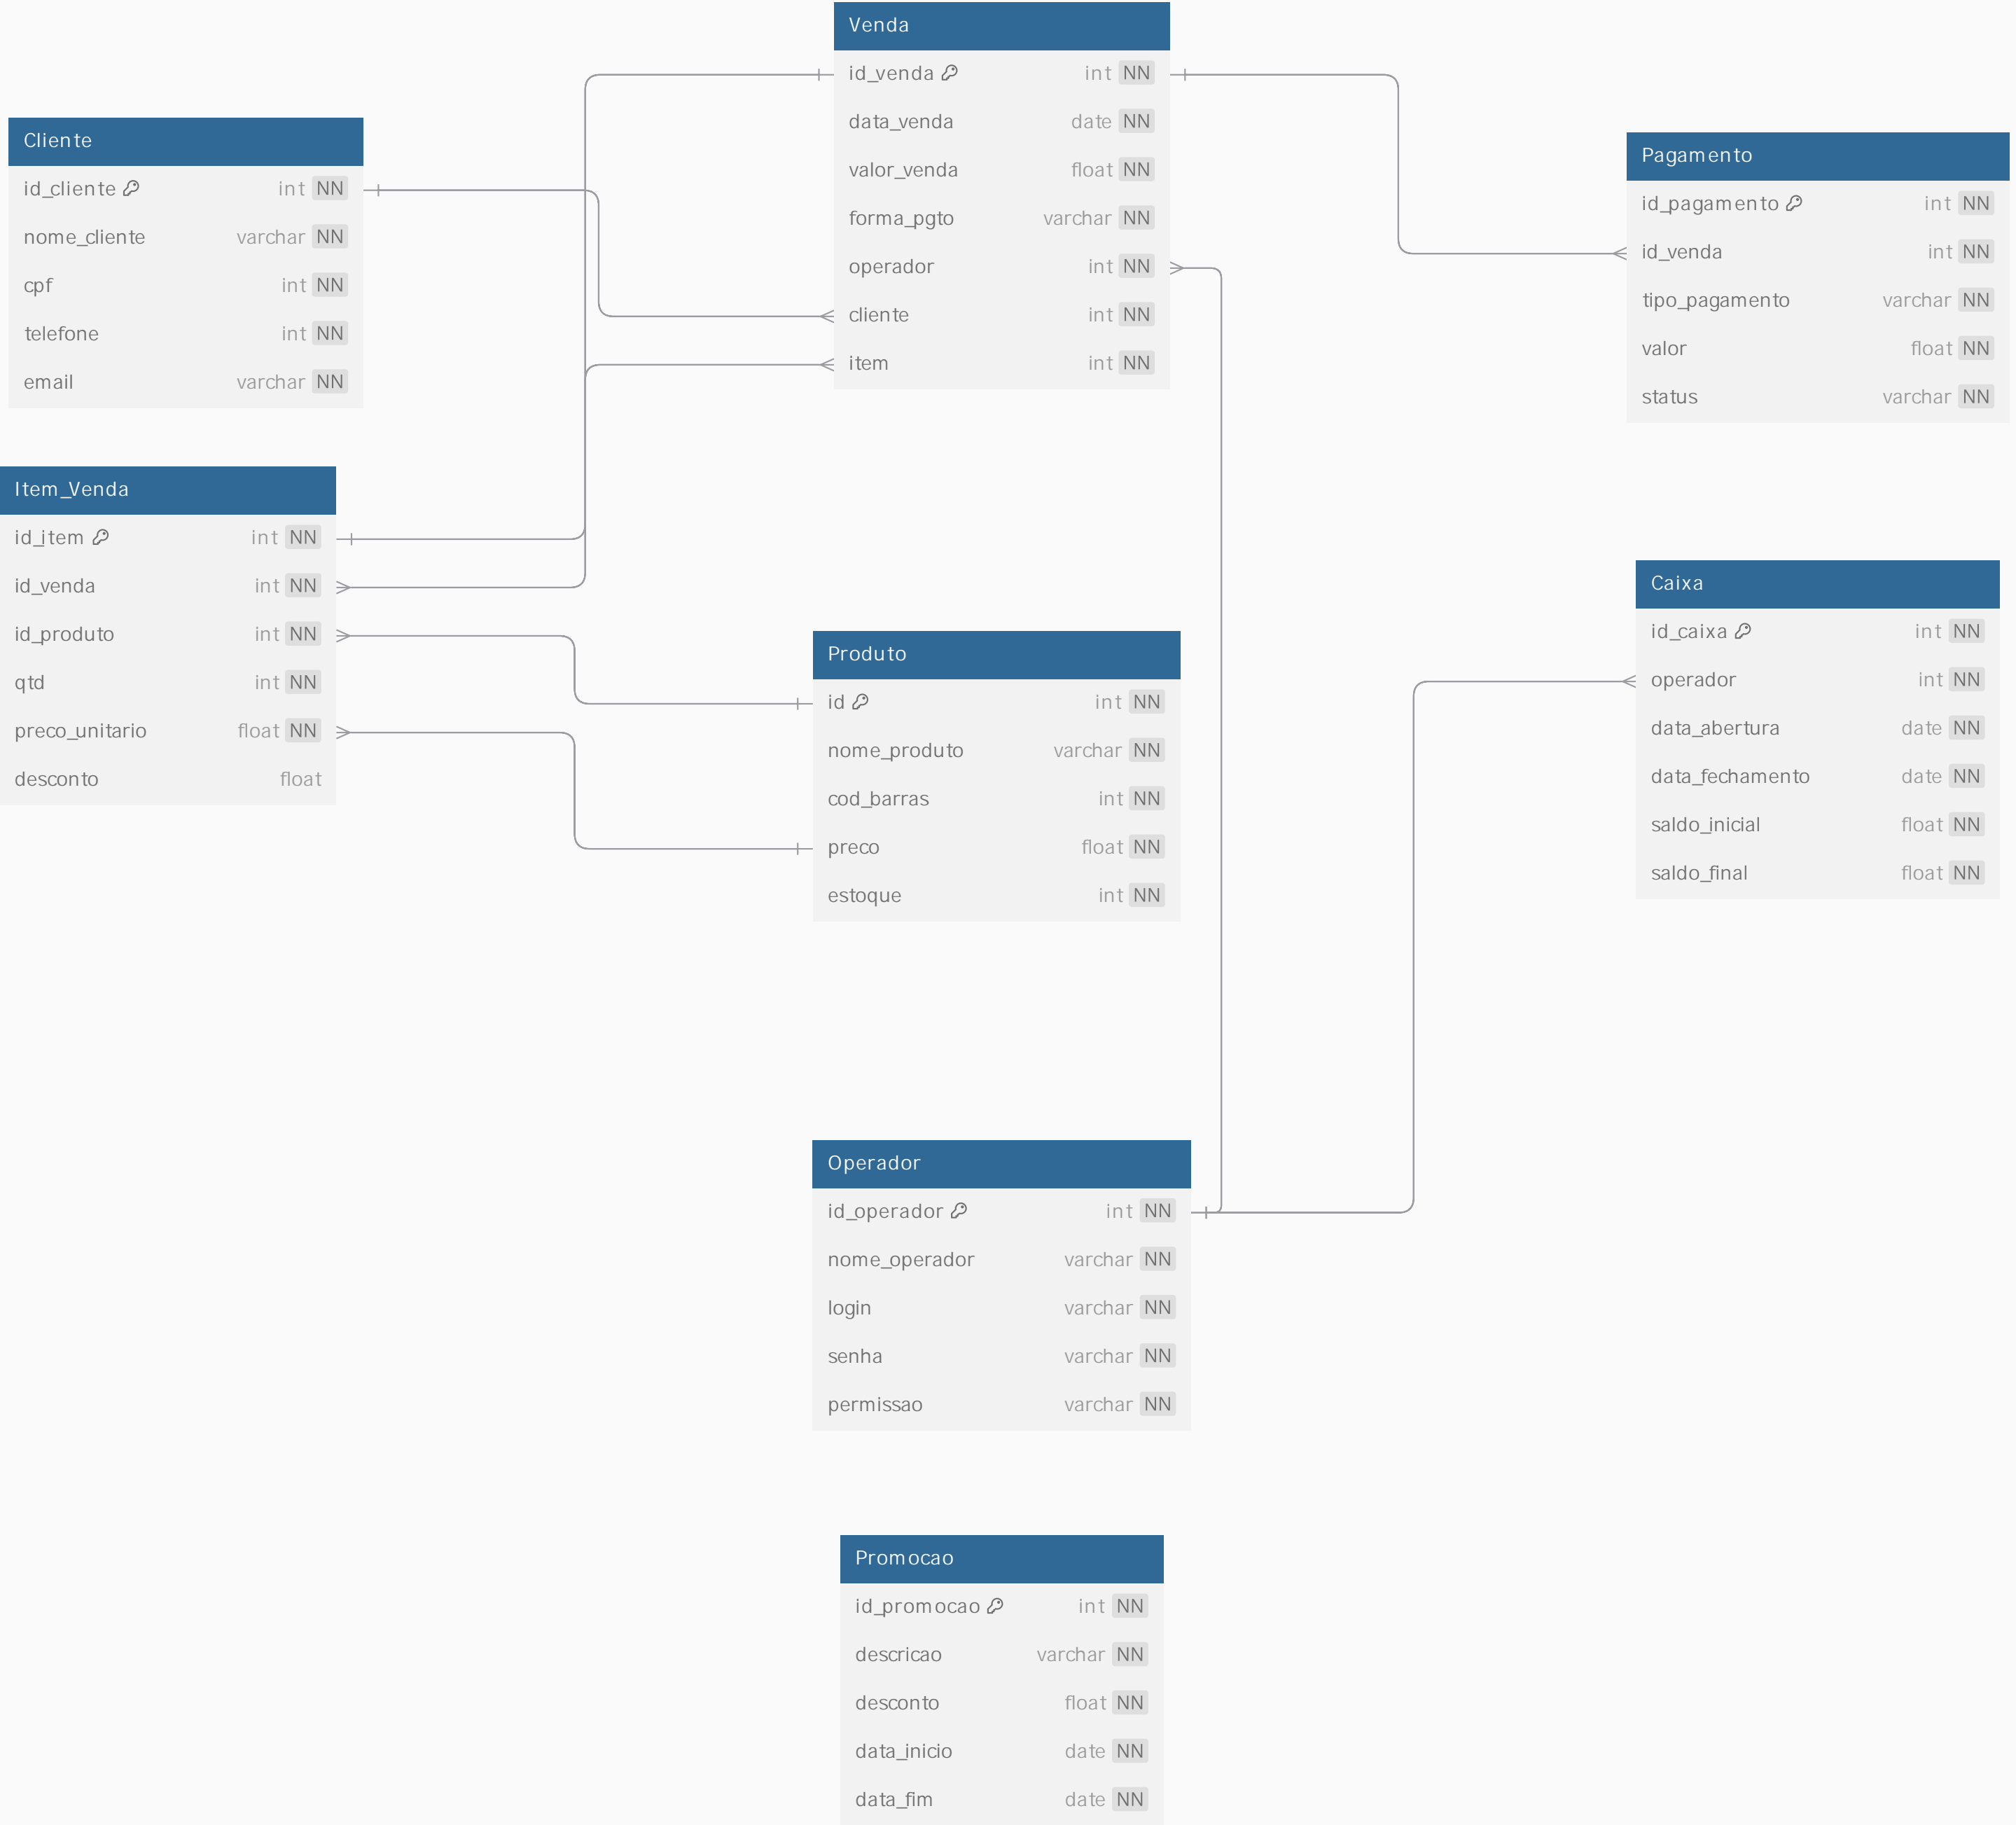 Venda
id_venda int NN
data_venda date NN
valor_venda float NN
forma_pgto varchar NN
operador int NN
cliente int NN
item int NN
Cliente
id_cliente int NN
nome_cliente varchar NN
cpf int NN
telefone int NN
email varchar NN
Pagamento
id_pagamento int NN
id_venda int NN
tipo_pagamento varchar NN
valor float NN
status varchar NN
Item_Venda
id_item int NN
id_venda int NN
id_produto int NN
qtd int NN
preco_unitario float NN
desconto float
Produto
id int NN
nome_produto varchar NN
cod_barras int NN
preco float NN
estoque int NN
Caixa
id_caixa int NN
operador int NN
data_abertura date NN
data_fechamento date NN
saldo_inicial float NN
saldo_final float NN
Operador
id_operador int NN
nome_operador varchar NN
login varchar NN
senha varchar NN
permissao varchar NN
Promocao
id_promocao int NN
descricao varchar NN
desconto float NN
data_inicio date NN
data_fim date NN